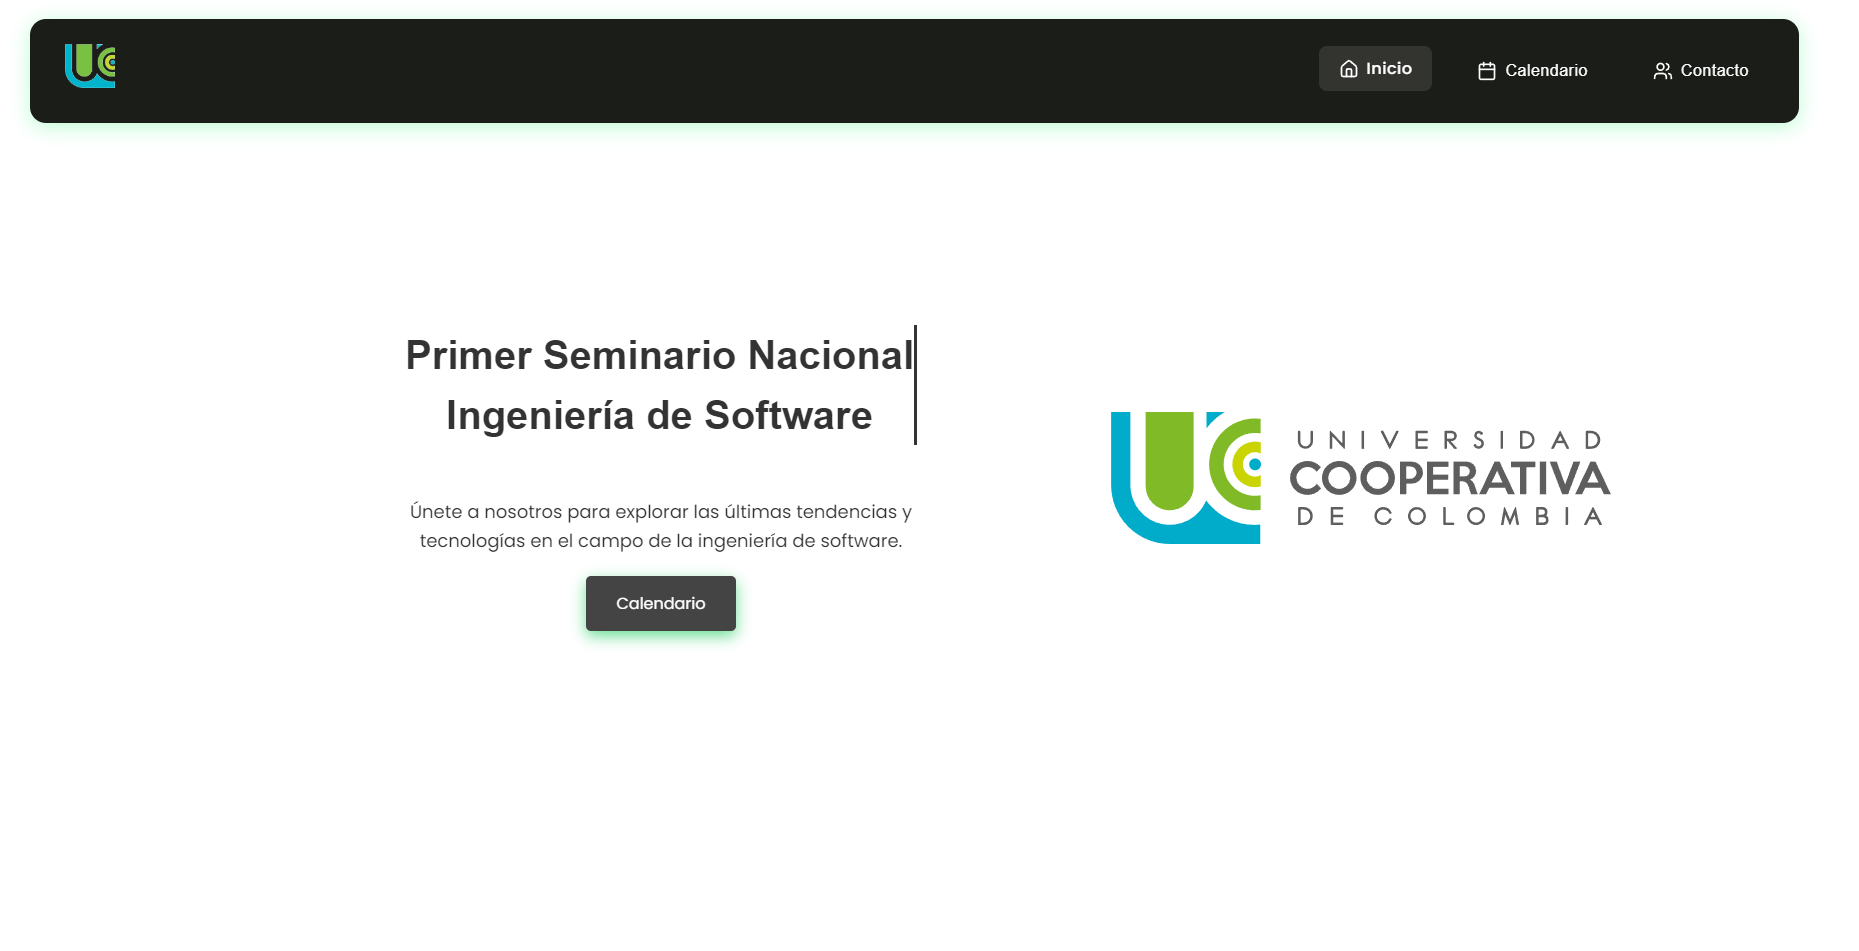 Inicio
Calendario
Contacto
Primer Seminario Nacional
Ingeniería de Software
Únete a nosotros para explorar las últimas tendencias y
tecnologías en el campo de la ingeniería de software.
Calendario
UNIVERSIDAD
COOPERATIVA
DE COLOMBIA